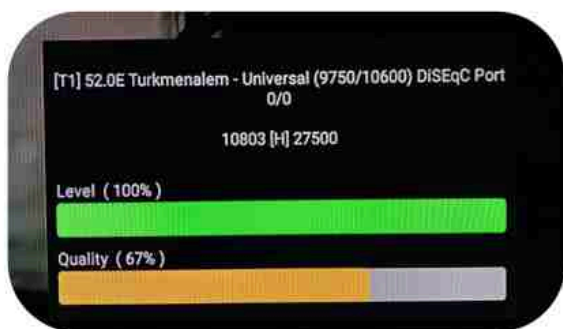 [T1] 52.0E Turkmenalem - Universal (9750/10600) DiSEqC Port
0/0
10803 [H] 27500
Level ( 100% )
Quality ( 67% )